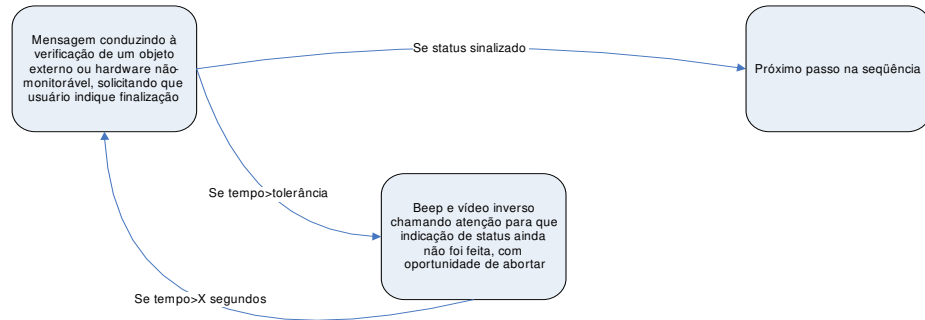 Mensagem conduzindo à
verificação de um objeto
externo ou hardware não-
monitorável, solicitando que
usuário indique finalização
Se status sinalizado
Próximo passo na seqüência
Se tempo>tolerância
Beep e vídeo inverso
chamando atenção para que
indicação de status ainda
não foi feita, com
oportunidade de abortar
Se tempo>X segundos